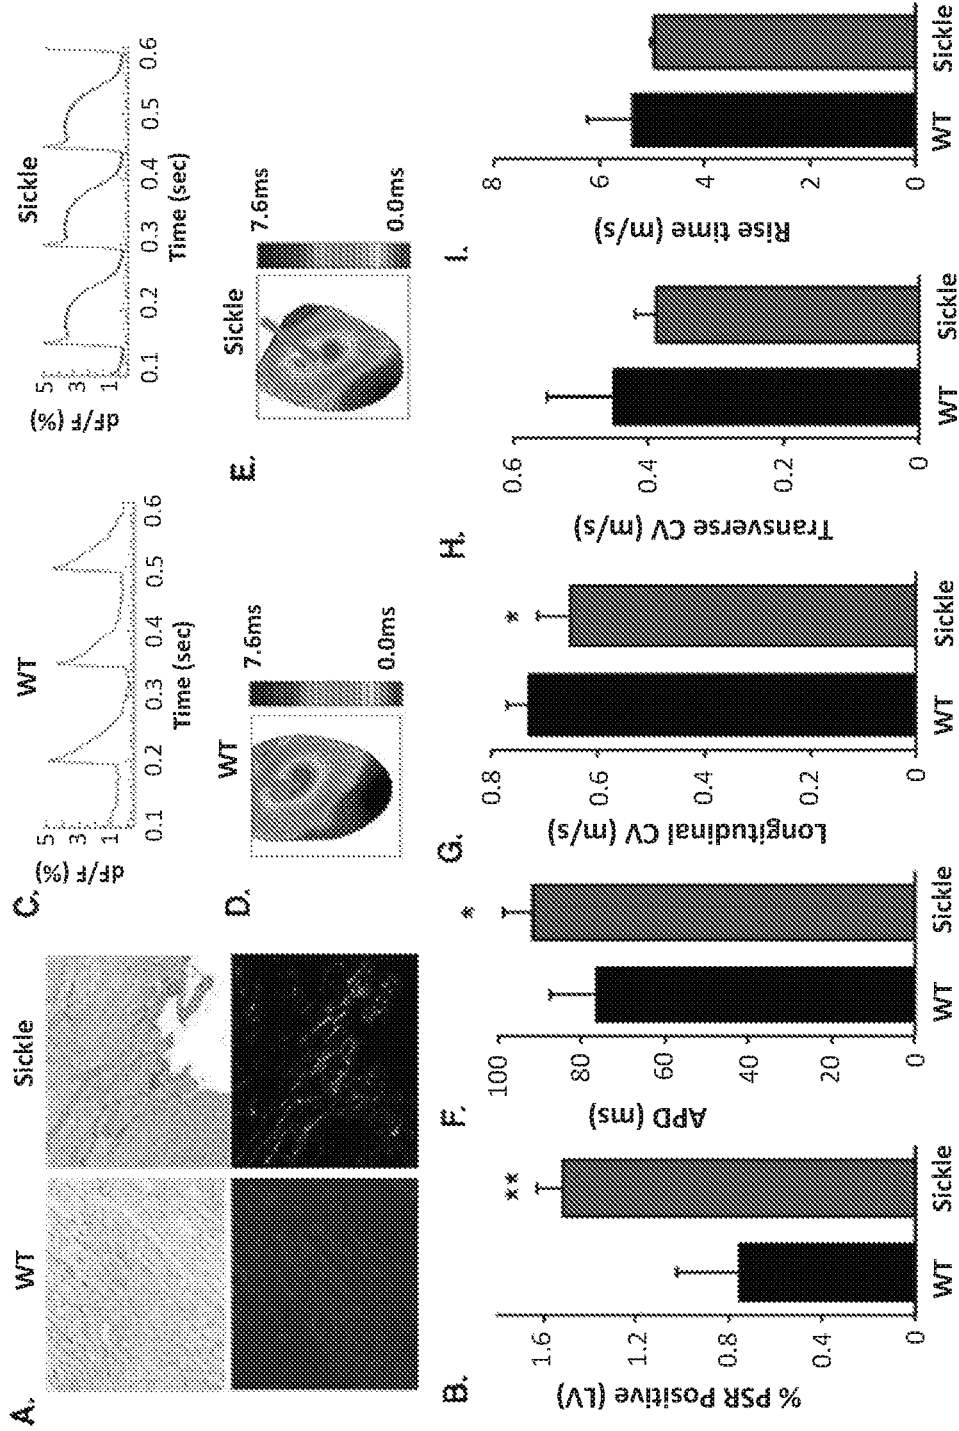 A.
WT
Sickle
B.
% PSR Positive (LV)
1.6
1.2
0.8
0.4
0
**
WT
Sickle
C.
WT
dF/F (%)
5
3
1
0.1
0.2
0.3
0.4
0.5
0.6
Time (sec)
Sickle
dF/F (%)
5
3
1
0.1
0.2
0.3
0.4
0.5
0.6
Time (sec)
D.
WT
7.6ms
0.0ms
E.
Sickle
7.6ms
0.0ms
F.
APD (ms)
100
80
60
40
20
0
*
WT
Sickle
G.
Longitudinal CV (m/s)
0.8
0.6
0.4
0.2
0
*
WT
Sickle
H.
Transverse CV (m/s)
0.6
0.4
0.2
0
WT
Sickle
I.
Rise time (m/s)
8
6
4
2
0
WT
Sickle